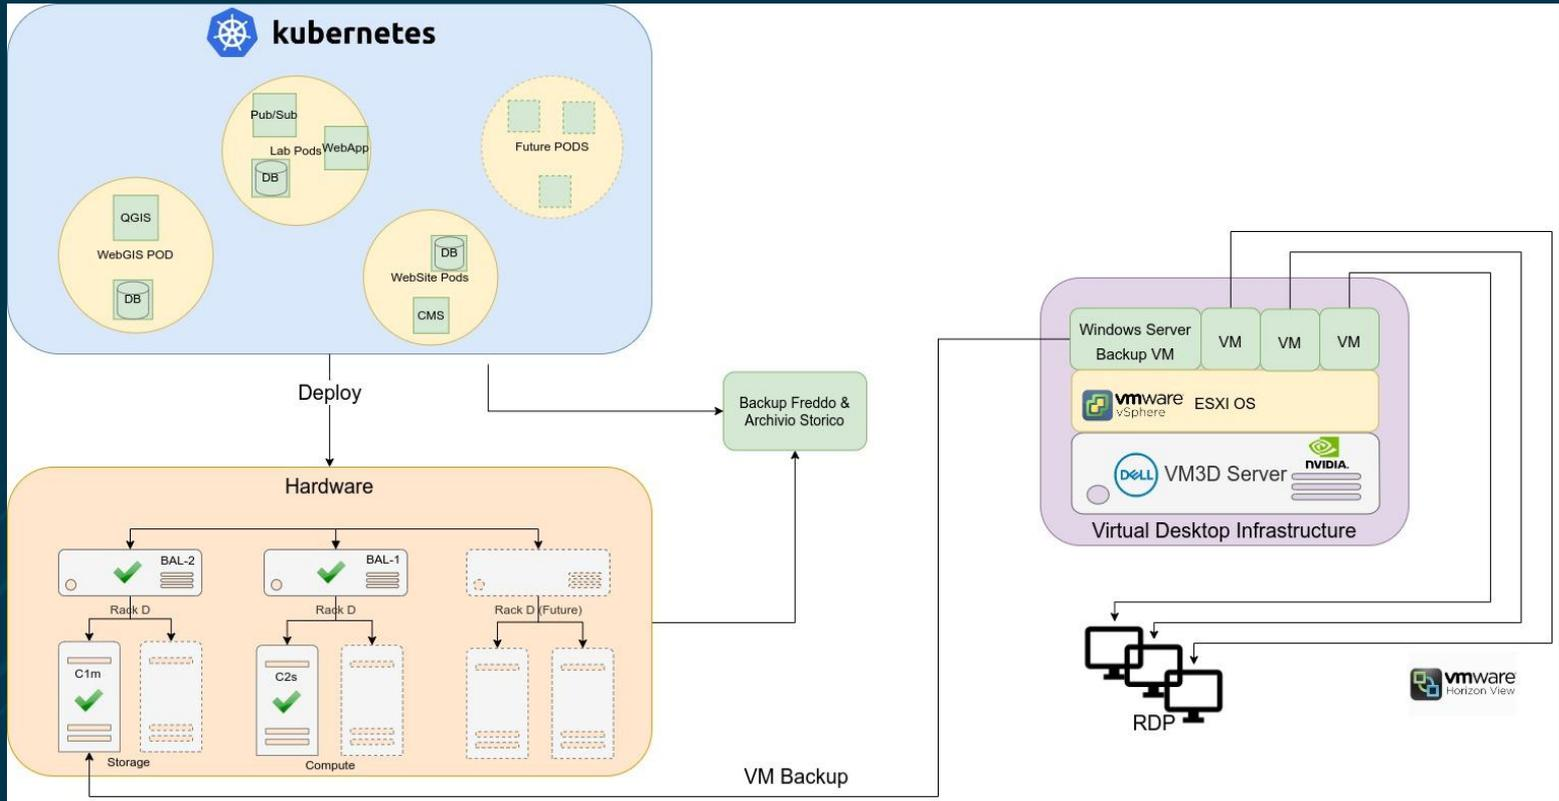 kubernetes
Pub/Sub
Lab Pods
WebApp
DB
Future PODS
QGIS
WebGIS POD
DB
DB
WebSite Pods
CMS
Deploy
Backup Freddo &
Archivio Storico
Windows Server
Backup VM
VM
VM
VM
vmware
vSphere
ESXI OS
DELL
VM3D Server
NVIDIA.
Virtual Desktop Infrastructure
Hardware
BAL-2
BAL-1
Rack D
Rack D
Rack D (Future)
C1m
C2s
Storage
Compute
VM Backup
RDP
vmware
Horizon View